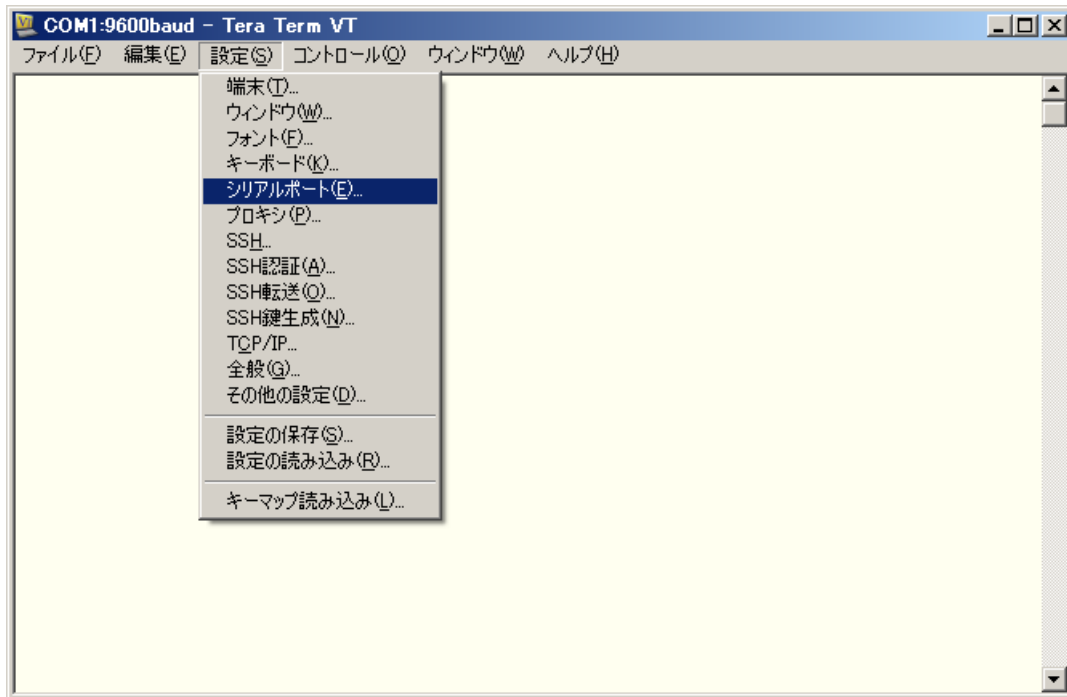 COM1:9600baud - Tera Term VT
ファイル(F) 編集(E) 設定(S) コントロール(O) ウィンドウ(W) ヘルプ(H)
端末(T)...
ウィンドウ(W)...
フォント(F)...
キーボード(K)...
シリアルポート(E)...
プロキシ(P)...
SSH...
SSH認証(A)...
SSH転送(O)...
SSH鍵生成(N)...
TCP/IP...
全般(G)...
その他の設定(D)...
設定の保存(S)...
設定の読み込み(R)...
キーマップ読み込み(L)...